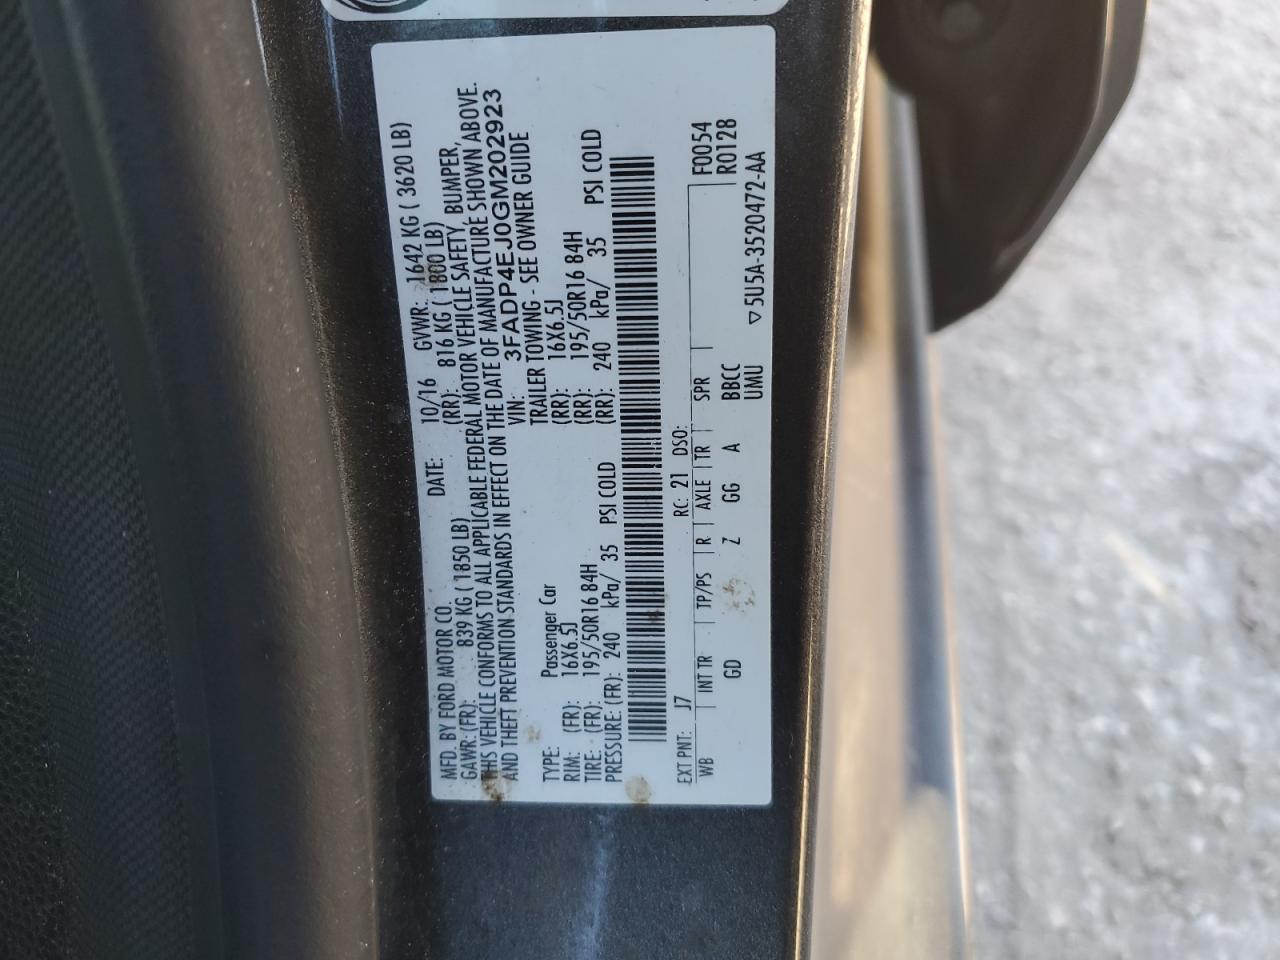 MFD. BY FORD MOTOR CO. DATE: 10/16 GVWR: 1642 KG ( 3620 LB)
GAWR: (FR): 839 KG ( 1850 LB) (RR): 816 KG ( 1800 LB)
THIS VEHICLE CONFORMS TO ALL APPLICABLE FEDERAL MOTOR VEHICLE SAFETY, BUMPER,
AND THEFT PREVENTION STANDARDS IN EFFECT ON THE DATE OF MANUFACTURE SHOWN ABOVE.
VIN: 3FADP4EJ0GM202923
TYPE: Passenger Car TRAILER TOWING - SEE OWNER GUIDE
RIM: (FR): 16X6.5J (RR): 16X6.5J
TIRE: (FR): 195/50R16 84H (RR): 195/50R16 84H
PRESSURE: (FR): 240 kPa/ 35 PSI COLD (RR): 240 kPa/ 35 PSI COLD
EXT PNT: J7 RC: 21 DSO: F0054
WB INT TR TP/PS R AXLE TR SPR R0128
GD Z GG A BBCC
UMU ▽5U5A-3520472-AA